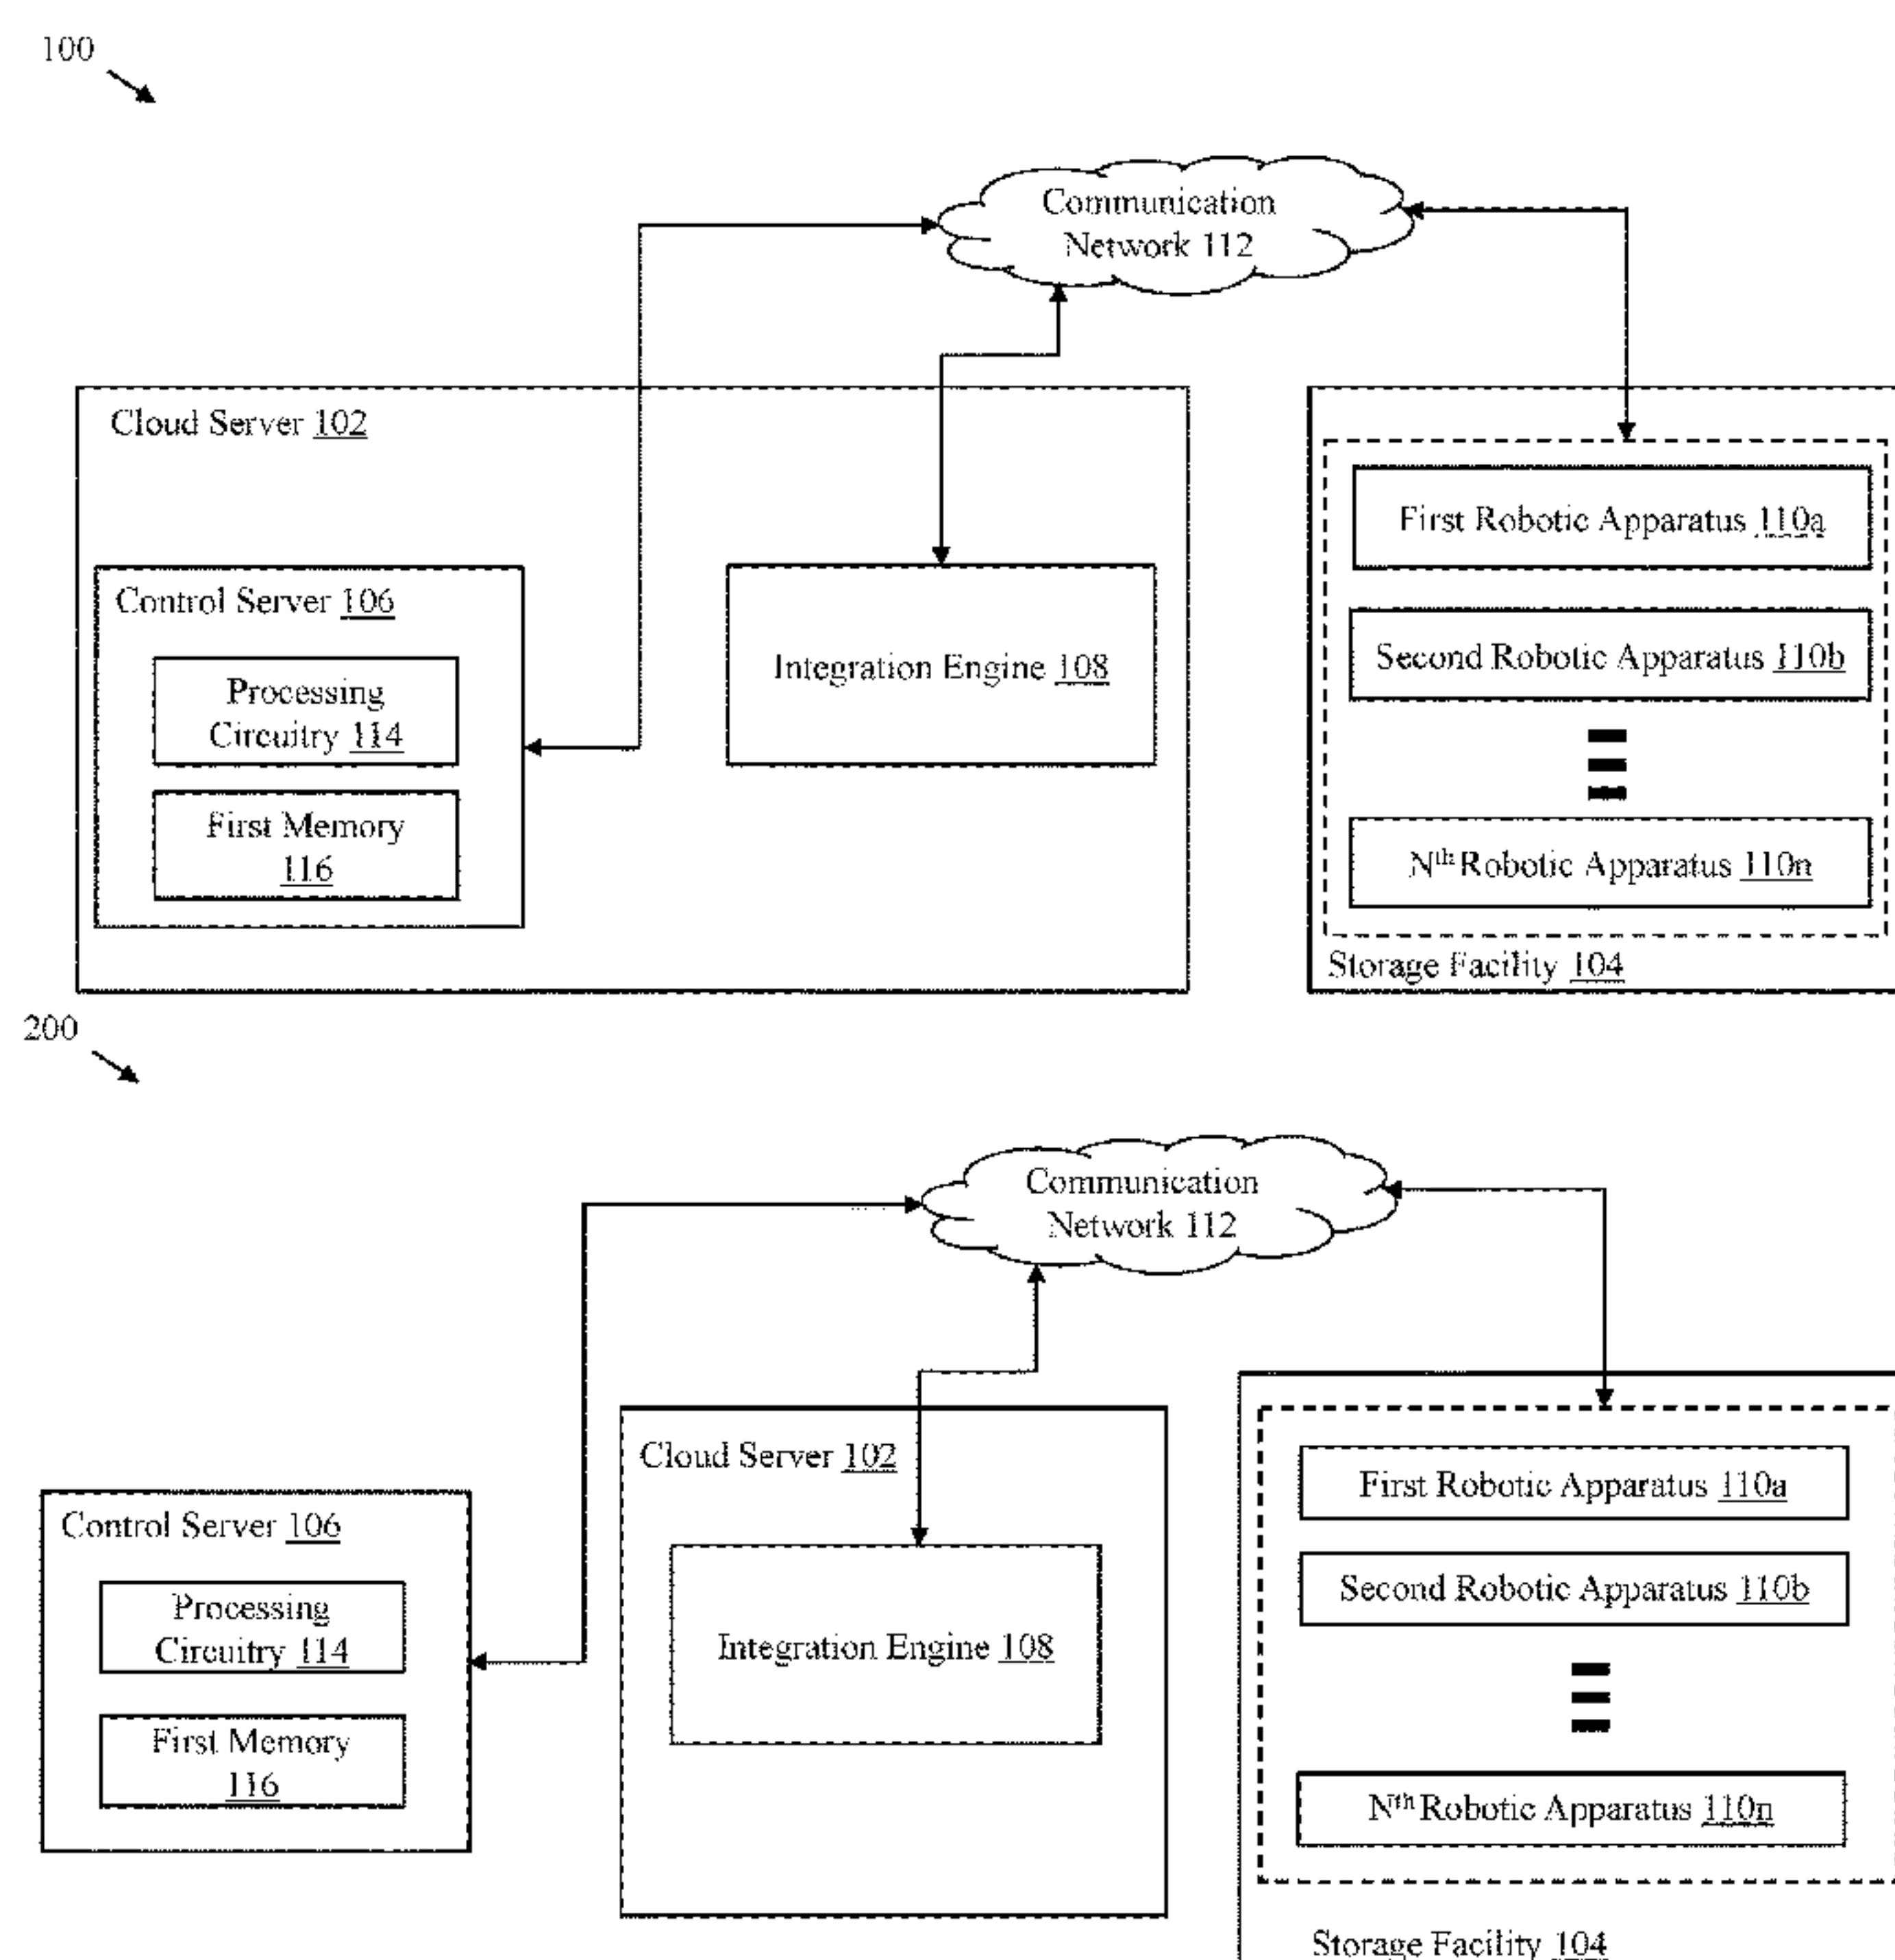 100
Communication
Network 112
Cloud Server 102
Control Server 106
Processing
Circuitry 114
First Memory
116
Integration Engine 108
First Robotic Apparatus 110a
Second Robotic Apparatus 110b
Nth Robotic Apparatus 110n
Storage Facility 104
200
Communication
Network 112
Control Server 106
Processing
Circuitry 114
First Memory
116
Cloud Server 102
Integration Engine 108
First Robotic Apparatus 110a
Second Robotic Apparatus 110b
Nth Robotic Apparatus 110n
Storage Facility 104